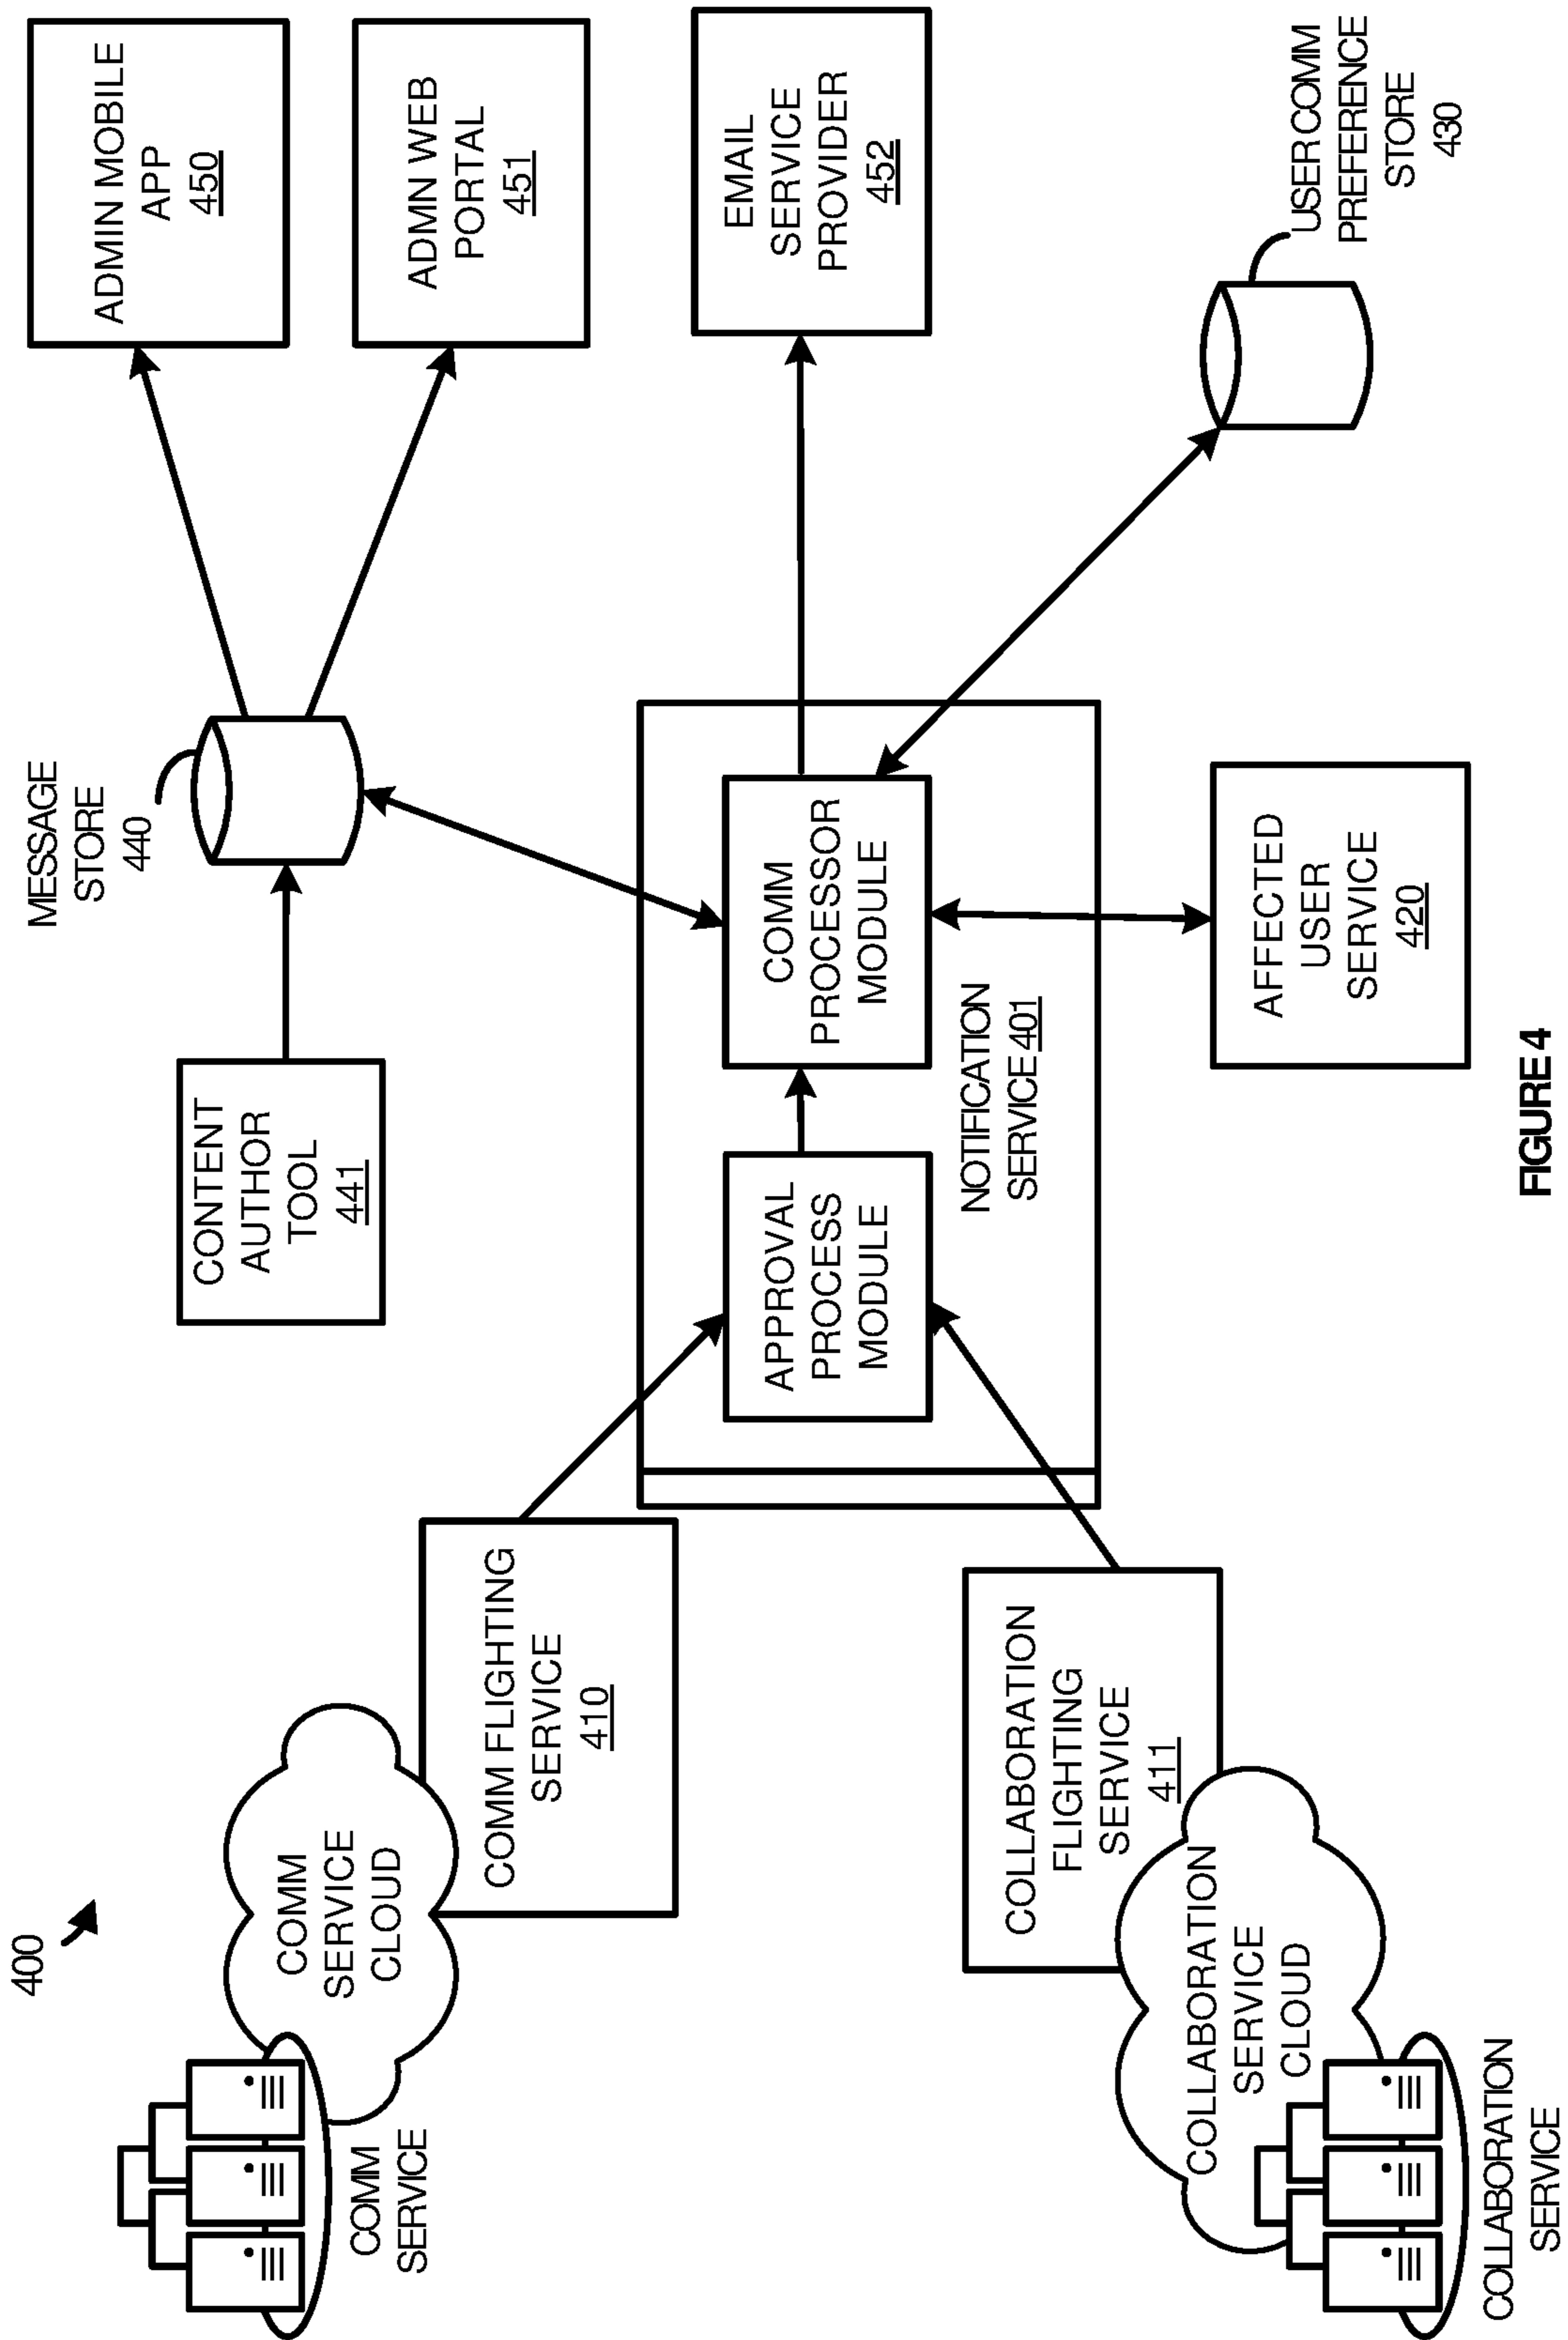 400
COMM
SERVICE
COMM
SERVICE
CLOUD
COMM FLIGHTING
SERVICE
410
COLLABORATION
SERVICE
COLLABORATION
SERVICE
CLOUD
COLLABORATION
FLIGHTING
SERVICE
411
CONTENT
AUTHOR
TOOL
441
MESSAGE
STORE
440
APPROVAL
PROCESS
MODULE
COMM
PROCESSOR
MODULE
NOTIFICATION
SERVICE 401
AFFECTED
USER
SERVICE
420
ADMIN MOBILE
APP
450
ADMN WEB
PORTAL
451
EMAIL
SERVICE
PROVIDER
452
USER COMM
PREFERENCE
STORE
430
FIGURE 4